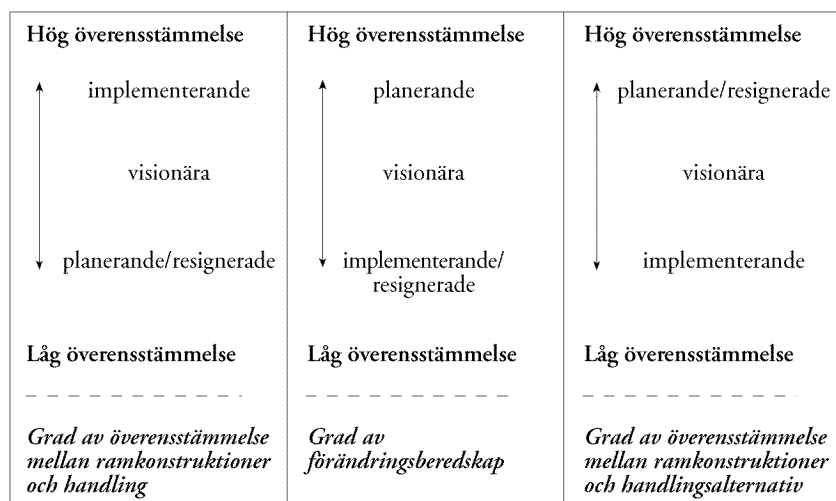 Hög överensstämmelse
implementerande
visionära
planerande/resignerade
Låg överensstämmelse
Grad av överensstämmelse
mellan ramkonstruktioner
och handling
Hög överensstämmelse
planerande
visionära
implementerande/
resignerade
Låg överensstämmelse
Grad av
förändringsberedskap
Hög överensstämmelse
planerande/resignerade
visionära
implementerande
Låg överensstämmelse
Grad av överensstämmelse
mellan ramkonstruktioner
och handlingsalternativ